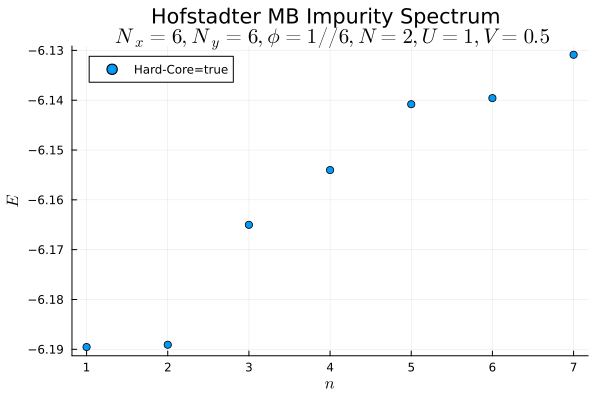 Hofstadter MB Impurity Spectrum
N_x = 6, N_y = 6, ϕ = 1//6, N = 2, U = 1, V = 0.5
Hard-Core=true
−6.13
−6.14
−6.15
−6.16
−6.17
−6.18
−6.19
E
1 2 3 4 5 6 7
n